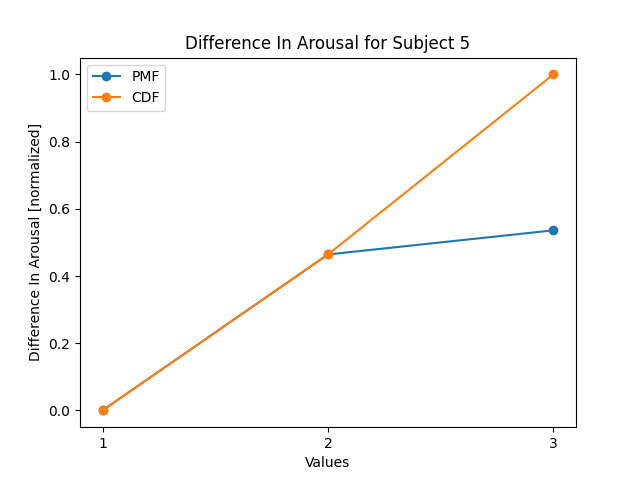 Difference In Arousal for Subject 5
PMF
CDF
Difference In Arousal [normalized]
1.0
0.8
0.6
0.4
0.2
0.0
1 2 3
Values